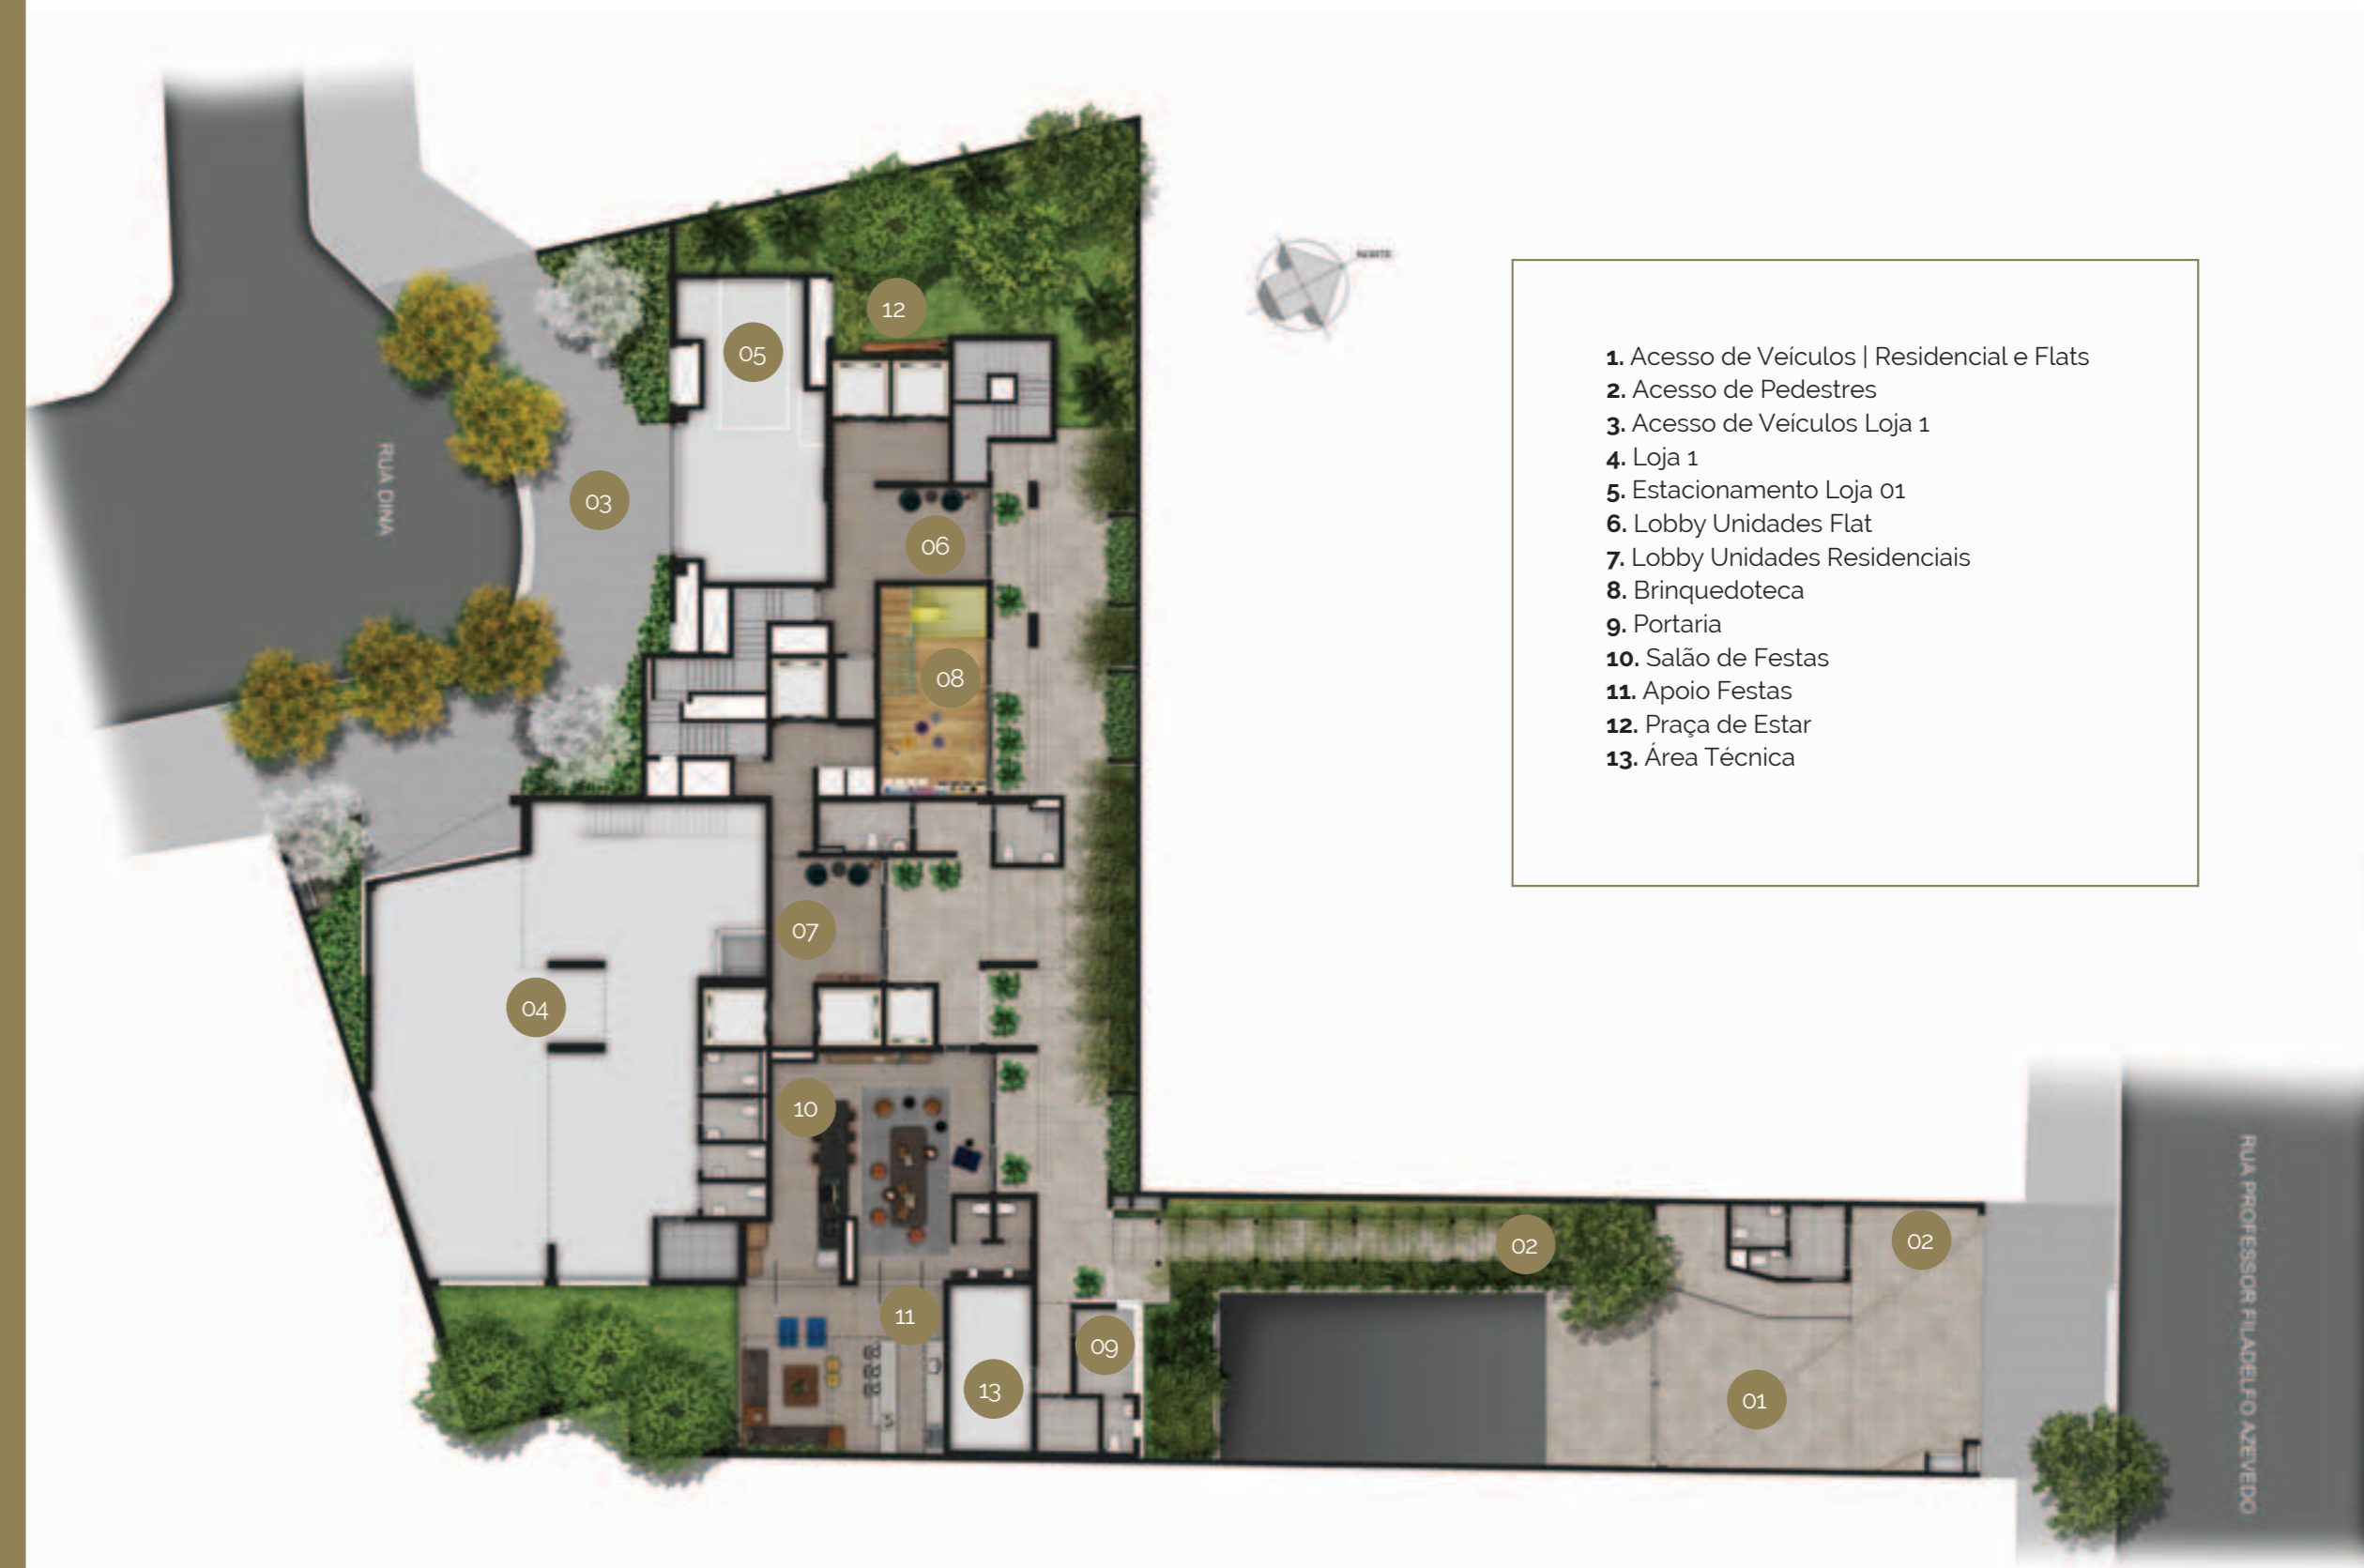 NORTE
12
05
RUA DINA
03
06
08
07
04
10
02
02
11
09
13
01
RUA PROFESSOR FILADELFO AZEVEDO
1. Acesso de Veículos | Residencial e Flats
2. Acesso de Pedestres
3. Acesso de Veículos Loja 1
4. Loja 1
5. Estacionamento Loja 01
6. Lobby Unidades Flat
7. Lobby Unidades Residenciais
8. Brinquedoteca
9. Portaria
10. Salão de Festas
11. Apoio Festas
12. Praça de Estar
13. Área Técnica